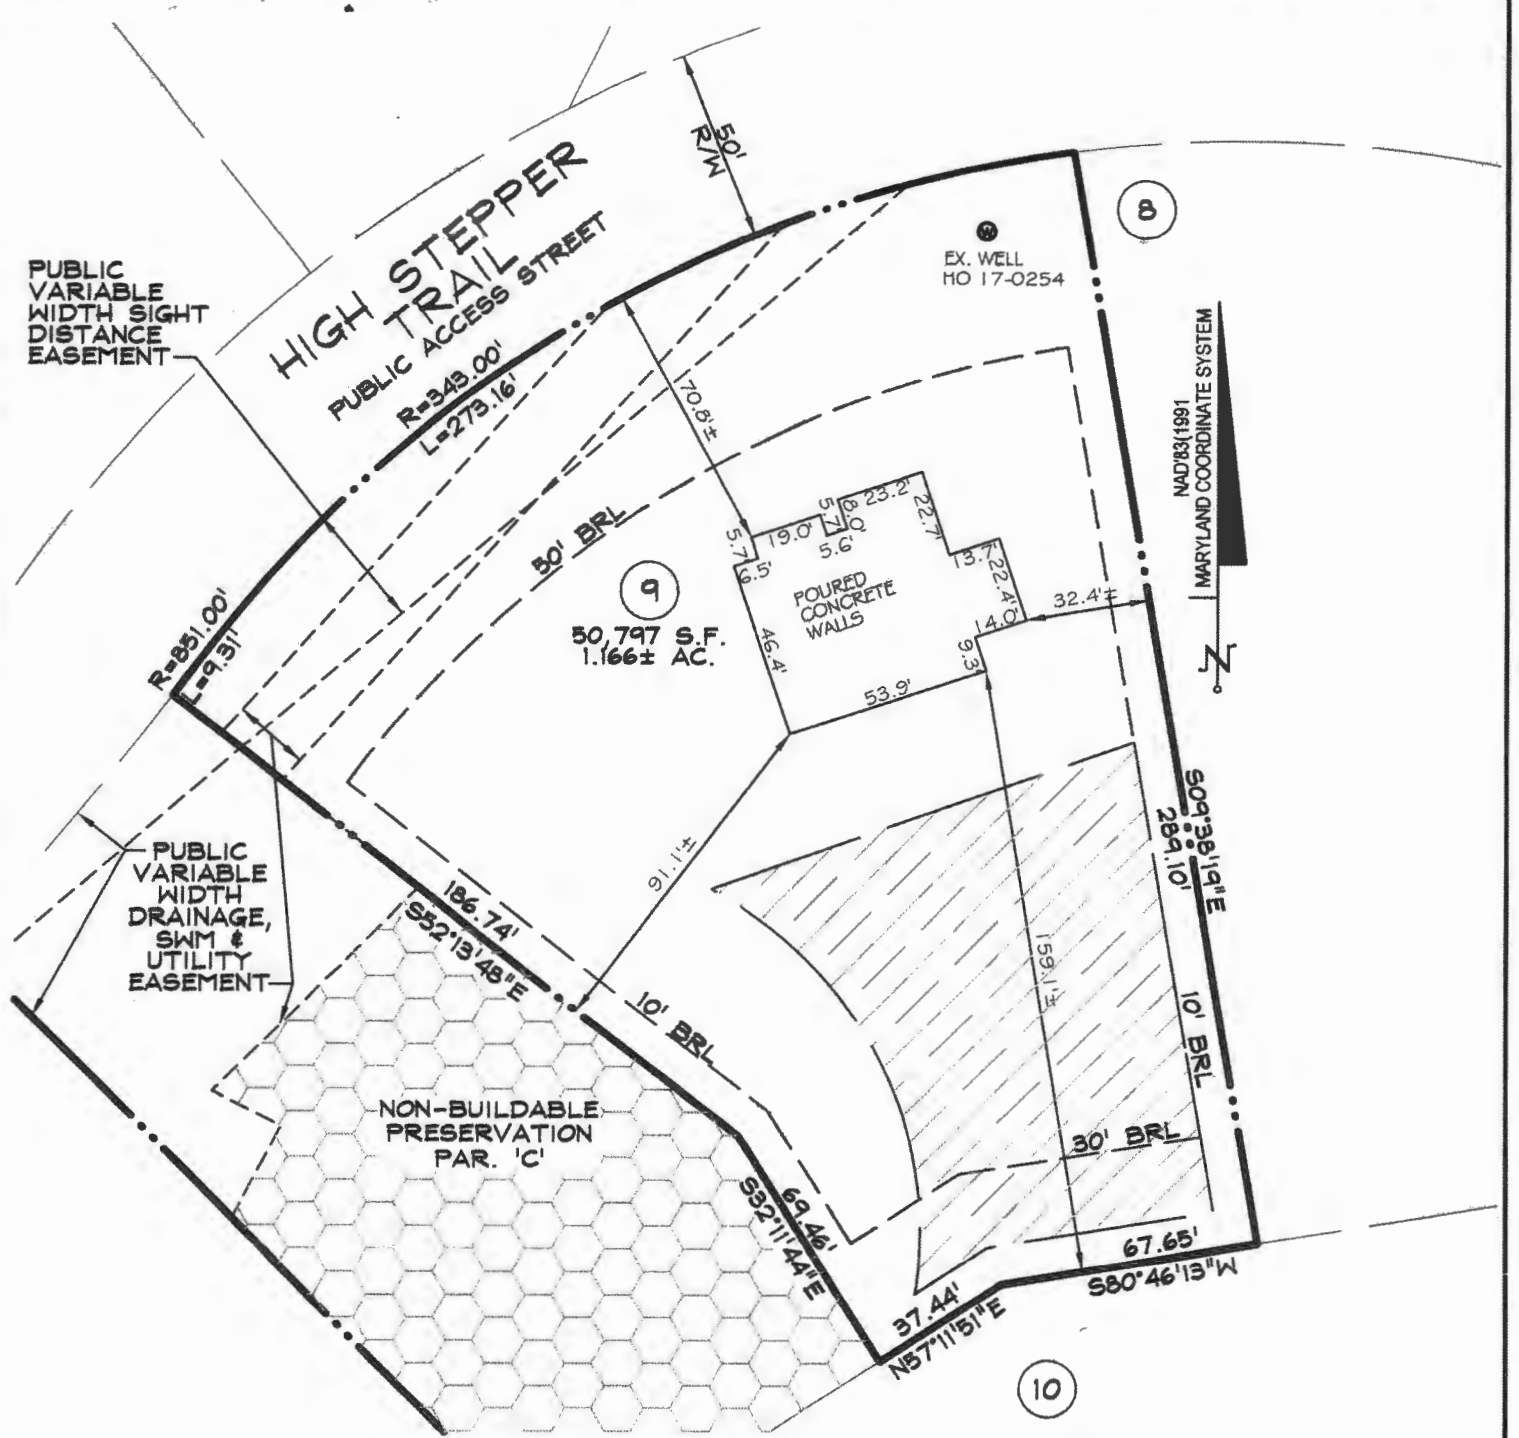 50'
R/W
HIGH STEPPER
TRAIL
PUBLIC ACCESS STREET
R=343.00'
L=273.16'
8
EX. WELL
HO 17-0254
PUBLIC
VARIABLE
WIDTH SIGHT
DISTANCE
EASEMENT
NAD'83(1991
MARYLAND COORDINATE SYSTEM
N
70.8'±
50' BRL
9
50,797 S.F.
1.166± AC.
5.7'
19.0'
5.7'
5.6'
8.0'
23.2'
22.7'
13.7'
22.4'
14.0'
9.3'
53.9'
46.4'
6.5'
POURED
CONCRETE
WALLS
32.4'±
R=851.00'
L=9.31'
S09°38'19"E
289.10'
PUBLIC
VARIABLE
WIDTH
DRAINAGE,
SWM &
UTILITY
EASEMENT
186.74'
S52°13'48"E
91.1'±
159.1'±
10' BRL
10' BRL
NON-BUILDABLE
PRESERVATION
PAR. 'C'
30' BRL
69.46'
S32°11'44"E
67.65'
S80°46'13"W
37.44'
N57°11'51"E
10